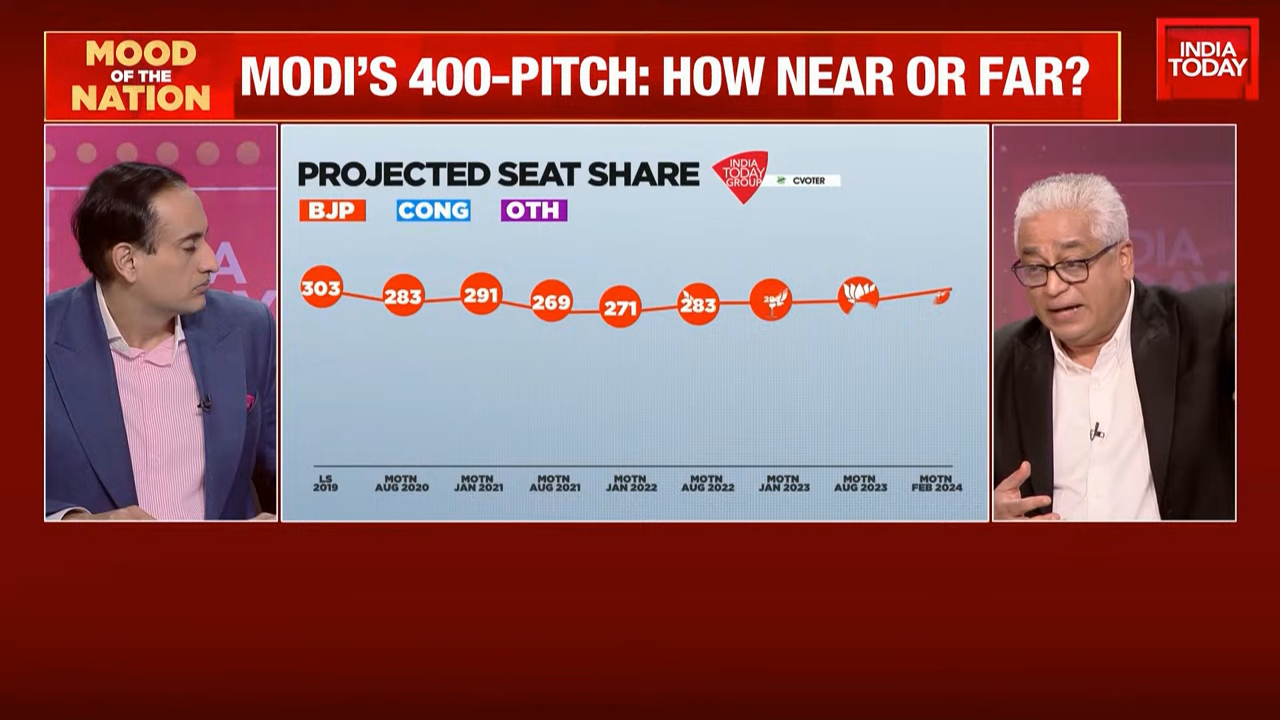 MOOD
OF THE
NATION
MODI'S 400-PITCH: HOW NEAR OR FAR?
INDIA
TODAY
PROJECTED SEAT SHARE
INDIA
TODAY
GROUP
CVOTER
BJP CONG OTH
303 283 291 269 271 283
LS
2019
MOTN
AUG 2020
MOTN
JAN 2021
MOTN
AUG 2021
MOTN
JAN 2022
MOTN
AUG 2022
MOTN
JAN 2023
MOTN
AUG 2023
MOTN
FEB 2024